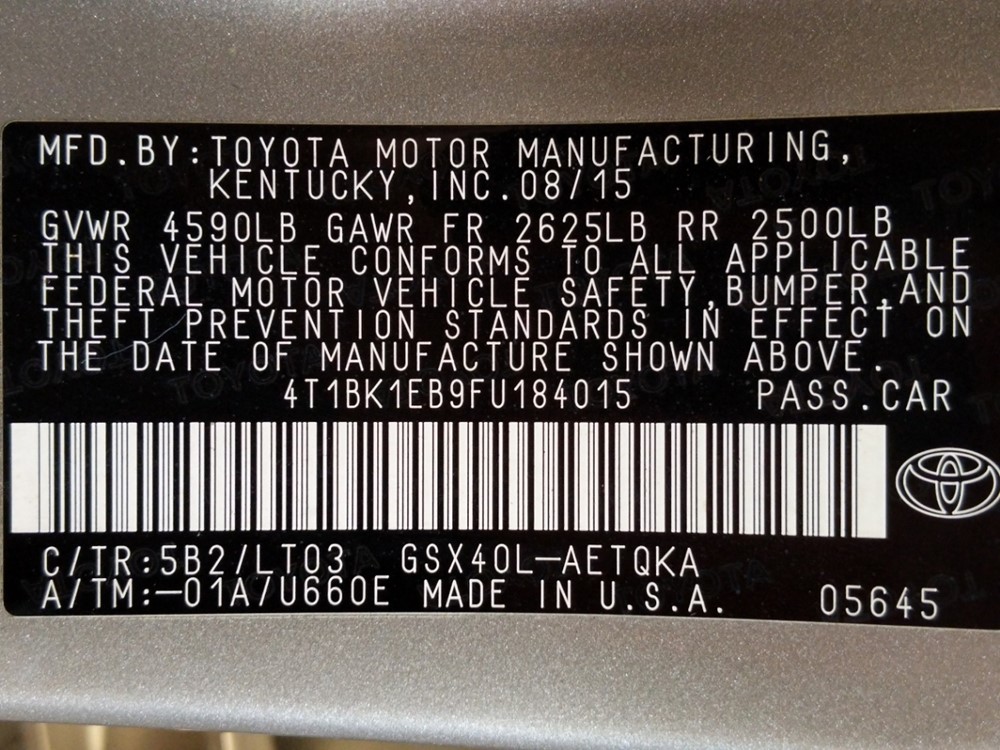 MFD.BY:TOYOTA MOTOR MANUFACTURING,
KENTUCKY,INC.08/15
GVWR 4590LB GAWR FR 2625LB RR 2500LB
THIS VEHICLE CONFORMS TO ALL APPLICABLE
FEDERAL MOTOR VEHICLE SAFETY,BUMPER,AND
THEFT PREVENTION STANDARDS IN EFFECT ON
THE DATE OF MANUFACTURE SHOWN ABOVE.
4T1BK1EB9FU184015 PASS.CAR
C/TR:5B2/LT03 GSX40L—AETQKA
A/TM:—01A/U660E MADE IN U.S.A. 05645